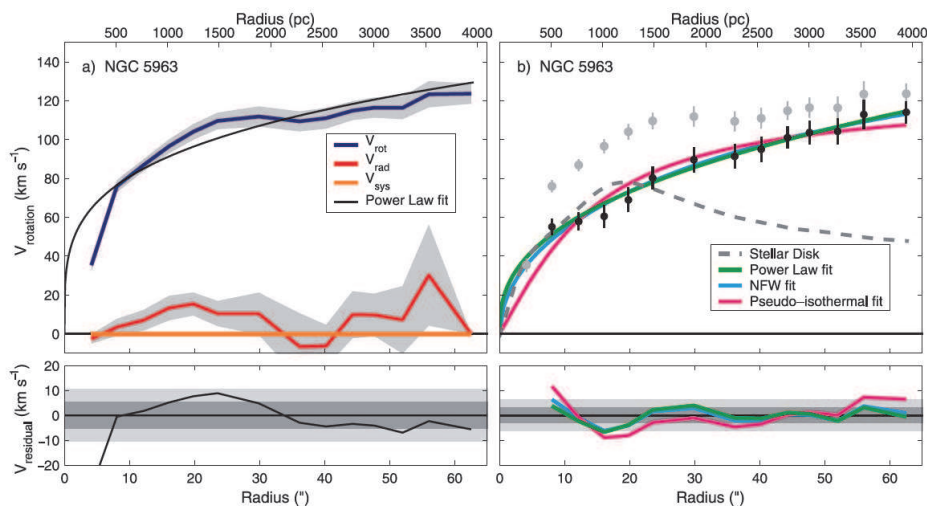 Radius (pc)
500 1000 1500 2000 2500 3000 3500 4000
a) NGC 5963
140
120
100
80
60
40
20
0
V_rotation (km s⁻¹)
V_rot
V_rad
V_sys
Power Law fit
20
10
0
-10
-20
V_residual (km s⁻¹)
0 10 20 30 40 50 60
Radius (")
Radius (pc)
500 1000 1500 2000 2500 3000 3500 4000
b) NGC 5963
Stellar Disk
Power Law fit
NFW fit
Pseudo-isothermal fit
0 10 20 30 40 50 60
Radius (")